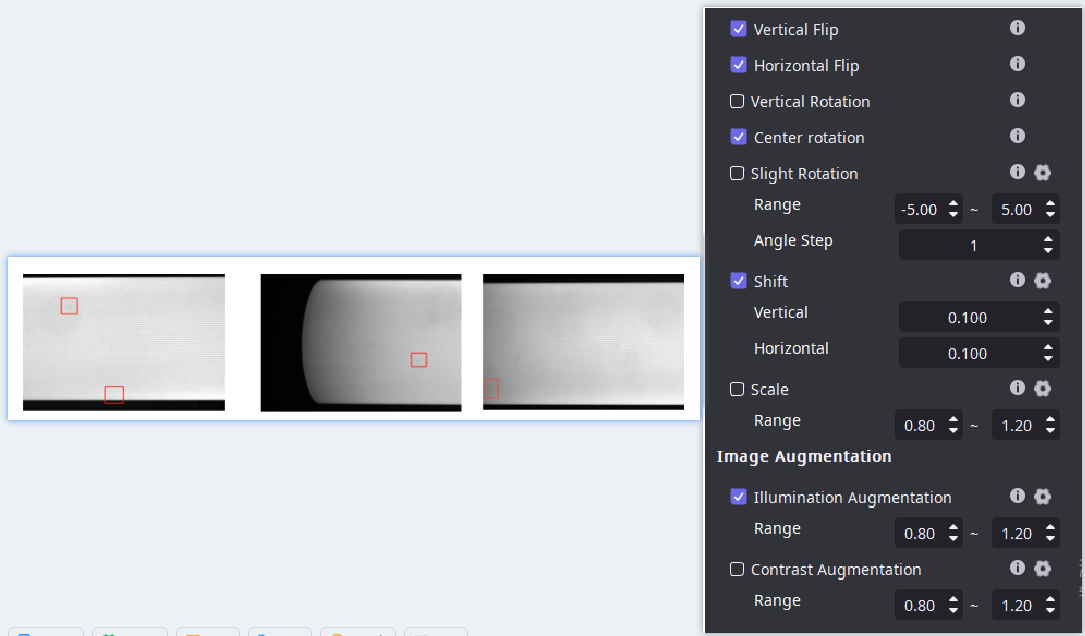 Vertical Flip
Horizontal Flip
Vertical Rotation
Center rotation
Slight Rotation
Range -5.00 ~ 5.00
Angle Step 1
Shift
Vertical 0.100
Horizontal 0.100
Scale
Range 0.80 ~ 1.20
Image Augmentation
Illumination Augmentation
Range 0.80 ~ 1.20
Contrast Augmentation
Range 0.80 ~ 1.20